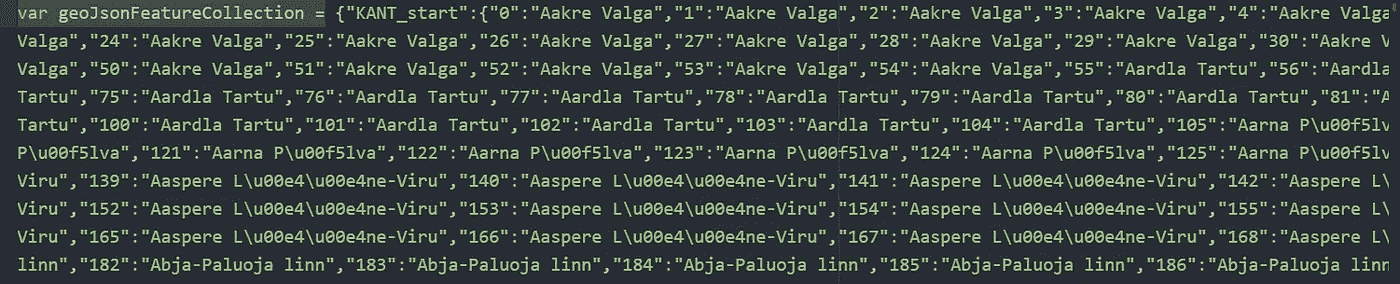 var geoJsonFeatureCollection = {"KANT_start":{"0":"Aakre Valga","1":"Aakre Valga","2":"Aakre Valga","3":"Aakre Valga","4":"Aakre Valga
Valga","24":"Aakre Valga","25":"Aakre Valga","26":"Aakre Valga","27":"Aakre Valga","28":"Aakre Valga","29":"Aakre Valga","30":"Aakre V
Valga","50":"Aakre Valga","51":"Aakre Valga","52":"Aakre Valga","53":"Aakre Valga","54":"Aakre Valga","55":"Aardla Tartu","56":"Aardla
Tartu","75":"Aardla Tartu","76":"Aardla Tartu","77":"Aardla Tartu","78":"Aardla Tartu","79":"Aardla Tartu","80":"Aardla Tartu","81":"A
Tartu","100":"Aardla Tartu","101":"Aardla Tartu","102":"Aardla Tartu","103":"Aardla Tartu","104":"Aardla Tartu","105":"Aarna P\u00f5lv
P\u00f5lva","121":"Aarna P\u00f5lva","122":"Aarna P\u00f5lva","123":"Aarna P\u00f5lva","124":"Aarna P\u00f5lva","125":"Aarna P\u00f5lv
Viru","139":"Aaspere L\u00e4\u00e4ne-Viru","140":"Aaspere L\u00e4\u00e4ne-Viru","141":"Aaspere L\u00e4\u00e4ne-Viru","142":"Aaspere L\
Viru","152":"Aaspere L\u00e4\u00e4ne-Viru","153":"Aaspere L\u00e4\u00e4ne-Viru","154":"Aaspere L\u00e4\u00e4ne-Viru","155":"Aaspere L\
Viru","165":"Aaspere L\u00e4\u00e4ne-Viru","166":"Aaspere L\u00e4\u00e4ne-Viru","167":"Aaspere L\u00e4\u00e4ne-Viru","168":"Aaspere L\
linn","182":"Abja-Paluoja linn","183":"Abja-Paluoja linn","184":"Abja-Paluoja linn","185":"Abja-Paluoja linn","186":"Abja-Paluoja linn